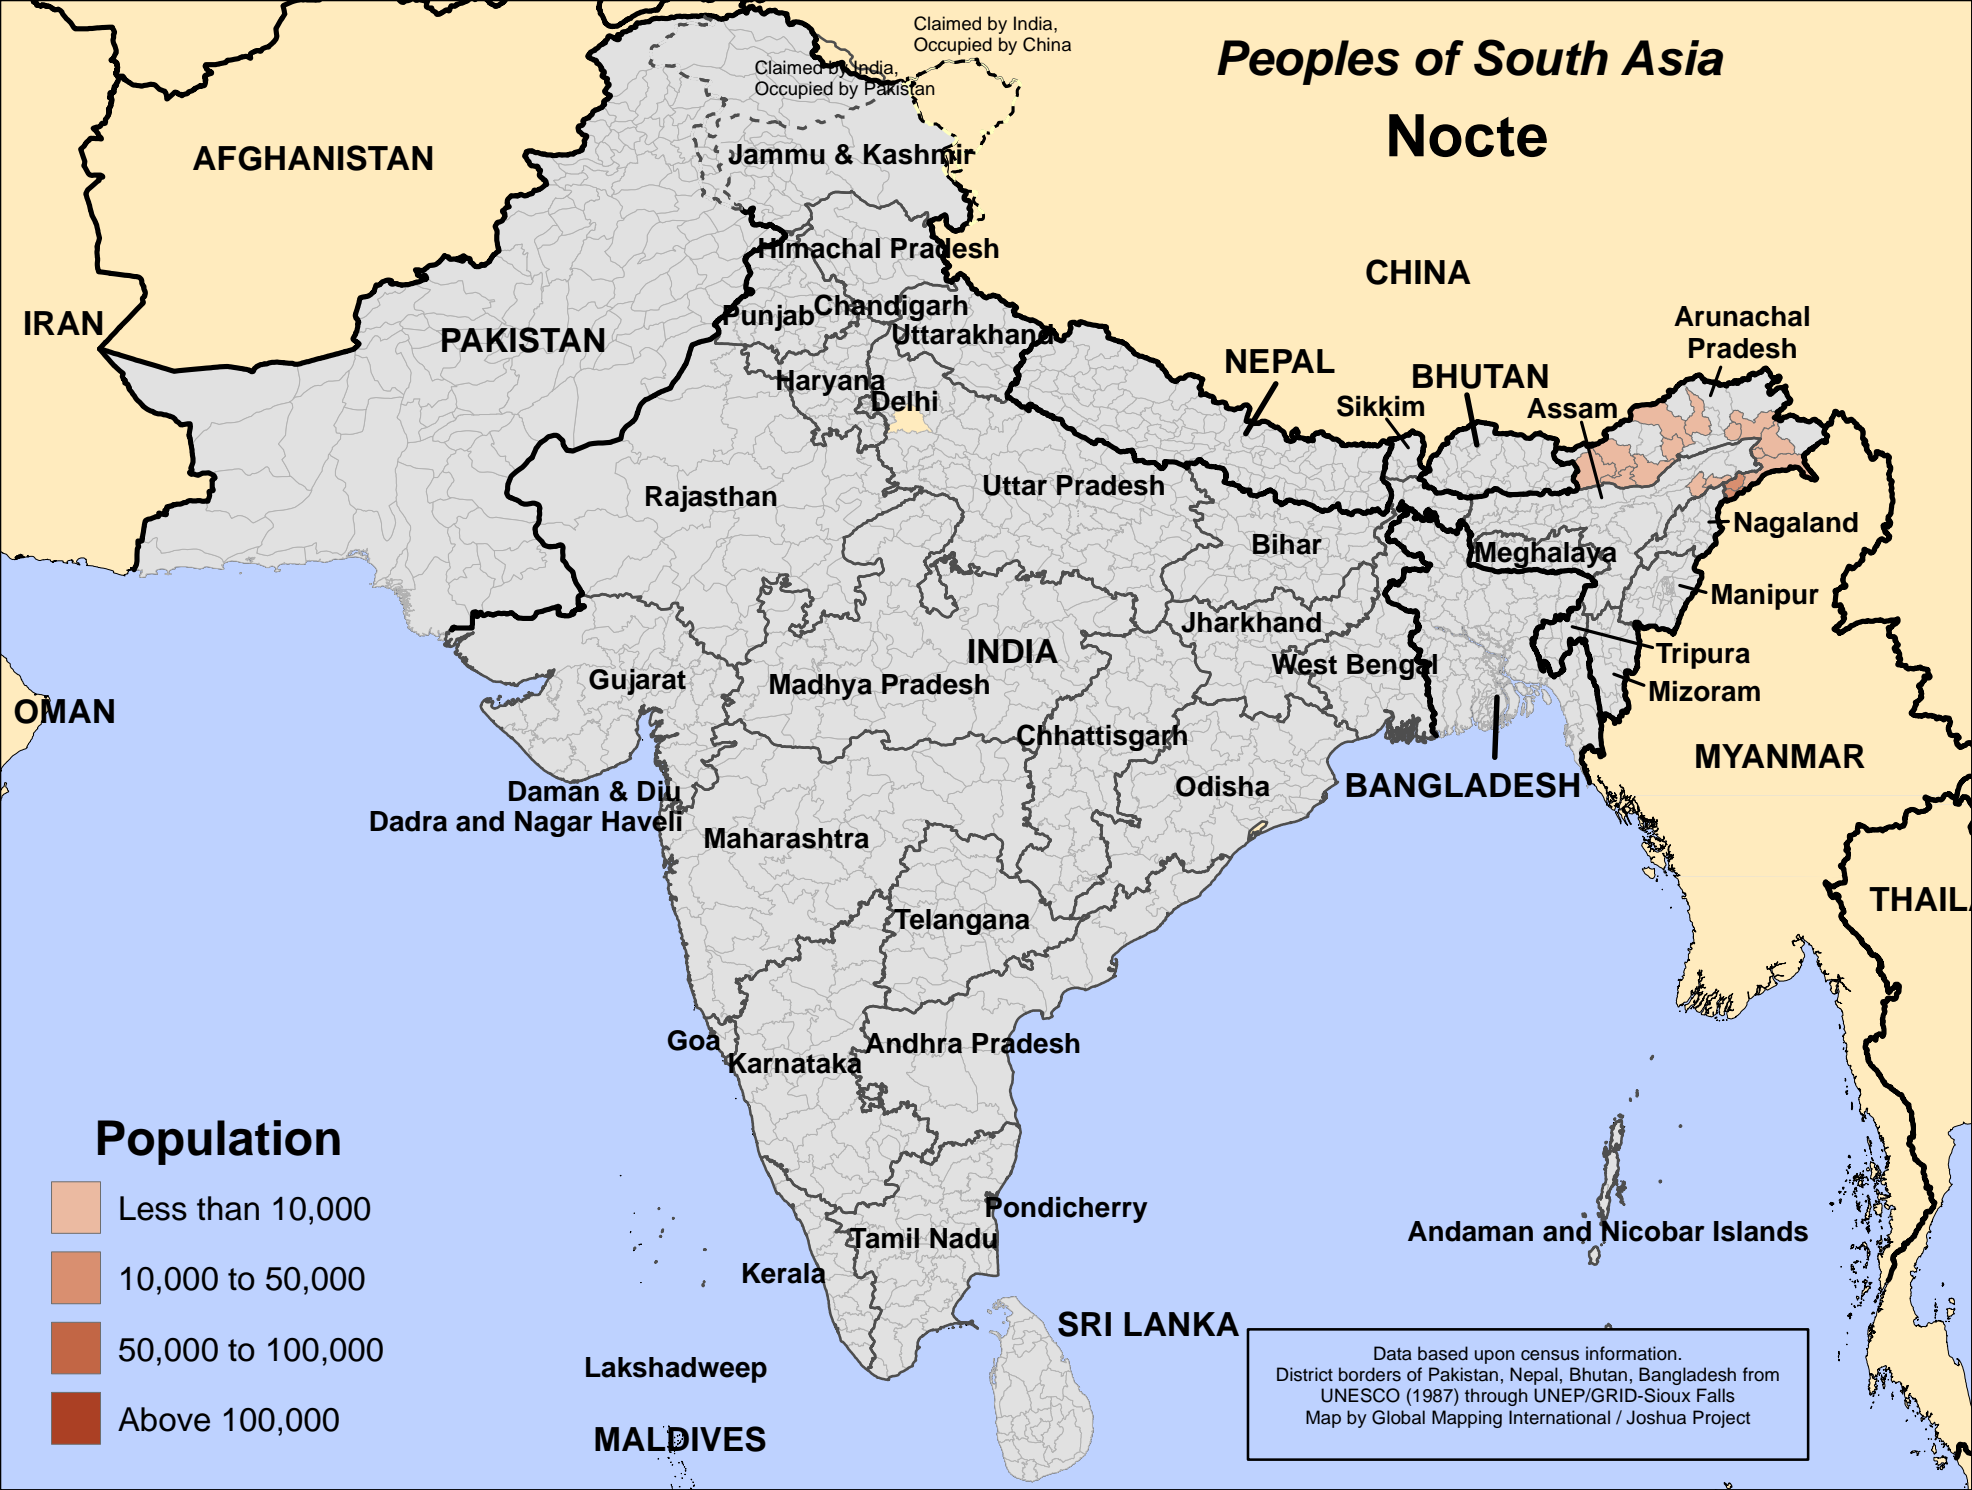 Claimed by India,
Occupied by China
Peoples of South Asia
Claimed by India,
Occupied by Pakistan
Nocte
AFGHANISTAN
Jammu & Kashmir
Himachal Pradesh
CHINA
IRAN
PAKISTAN
Punjab
Chandigarh
Uttarakhand
Arunachal
Pradesh
NEPAL
BHUTAN
Haryana
Delhi
Sikkim
Assam
Rajasthan
Uttar Pradesh
Nagaland
Bihar
Meghalaya
Manipur
Jharkhand
INDIA
Tripura
West Bengal
Gujarat
Madhya Pradesh
Mizoram
OMAN
Chhattisgarh
MYANMAR
Odisha
BANGLADESH
Daman & Diu
Dadra and Nagar Haveli
Maharashtra
THAIL
Telangana
Goa
Andhra Pradesh
Karnataka
Population
Less than 10,000
10,000 to 50,000
50,000 to 100,000
Above 100,000
Pondicherry
Tamil Nadu
Andaman and Nicobar Islands
Kerala
SRI LANKA
Lakshadweep
MALDIVES
Data based upon census information.
District borders of Pakistan, Nepal, Bhutan, Bangladesh from
UNESCO (1987) through UNEP/GRID-Sioux Falls
Map by Global Mapping International / Joshua Project